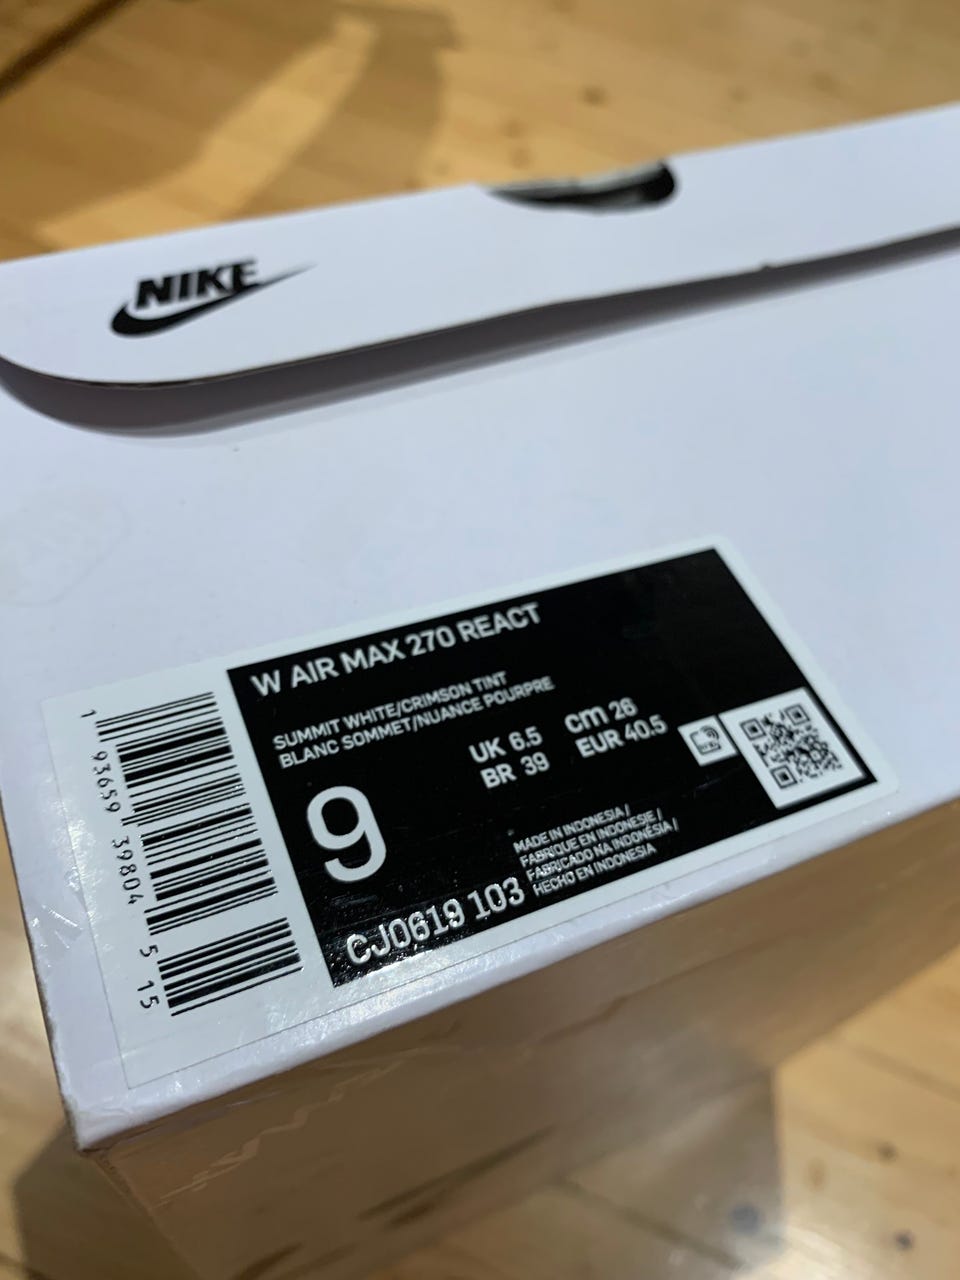 NIKE
W AIR MAX 270 REACT
SUMMIT WHITE/CRIMSON TINT
BLANC SOMMET/NUANCE POURPRE
9
UK 6.5 cm 26
BR 39 EUR 40.5
MADE IN INDONESIA /
FABRIQUE EN INDONESIE /
FABRICADO NA INDONÉSIA /
HECHO EN INDONESIA
CJ0619 103
1 93659 39804 5 15